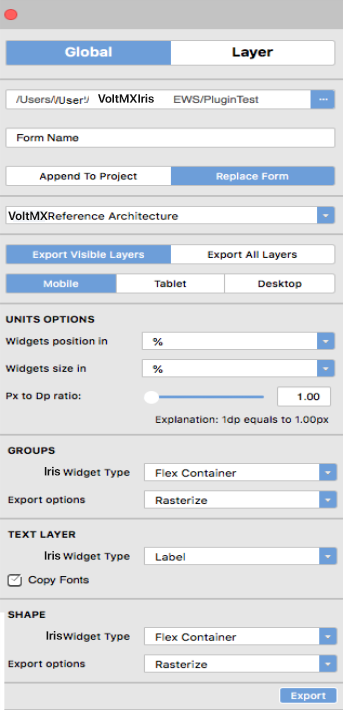 Global Layer
/Users/User'/ VoltMXIris EWS/PluginTest ...
Form Name
Append To Project Replace Form
VoltMXReference Architecture
Export Visible Layers Export All Layers
Mobile Tablet Desktop
UNITS OPTIONS
Widgets position in %
Widgets size in %
Px to Dp ratio: 1.00
Explanation: 1dp equals to 1.00px
GROUPS
Iris Widget Type Flex Container
Export options Rasterize
TEXT LAYER
Iris Widget Type Label
Copy Fonts
SHAPE
IrisWidget Type Flex Container
Export options Rasterize
Export